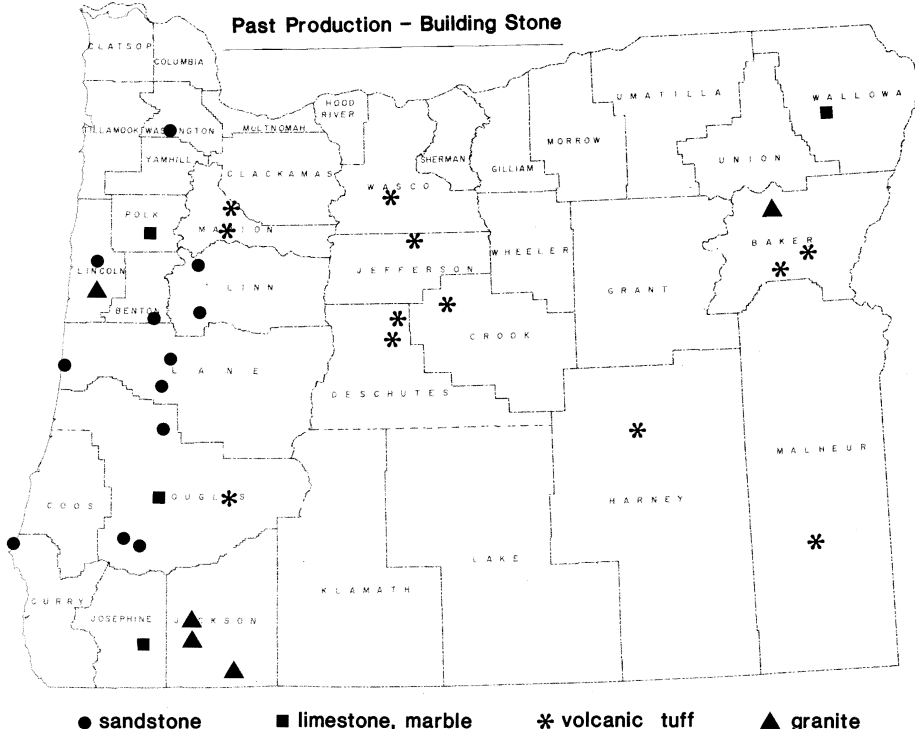 Past Production – Building Stone
CLATSOP
COLUMBIA
HOOD
RIVER
UMATILLA
WALLOWA
TILLAMOOK
WASHINGTON
MULTNOMAH
MORROW
YAMHILL
SHERMAN
GILLIAM
UNION
CLACKAMAS
WASCO
POLK
MARION
BAKER
WHEELER
LINCOLN
JEFFERSON
LINN
GRANT
BENTON
CROOK
LANE
DESCHUTES
MALHEUR
COOS
DOUGLAS
HARNEY
LAKE
KLAMATH
CURRY
JOSEPHINE
JACKSON
sandstone
limestone, marble
volcanic tuff
granite